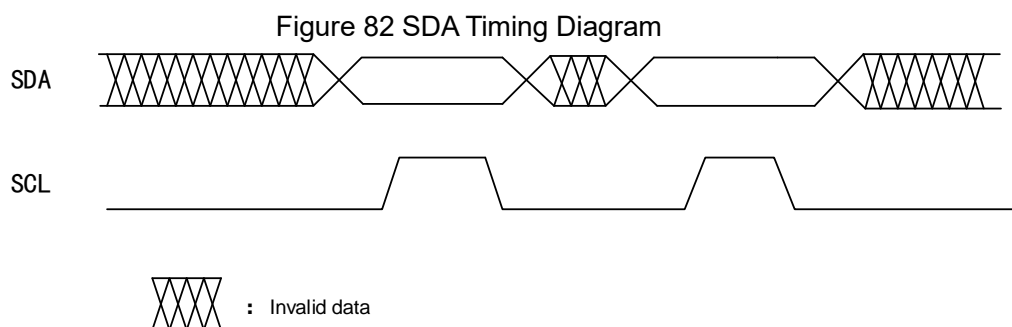 Figure 82 SDA Timing Diagram
SDA
SCL
: Invalid data